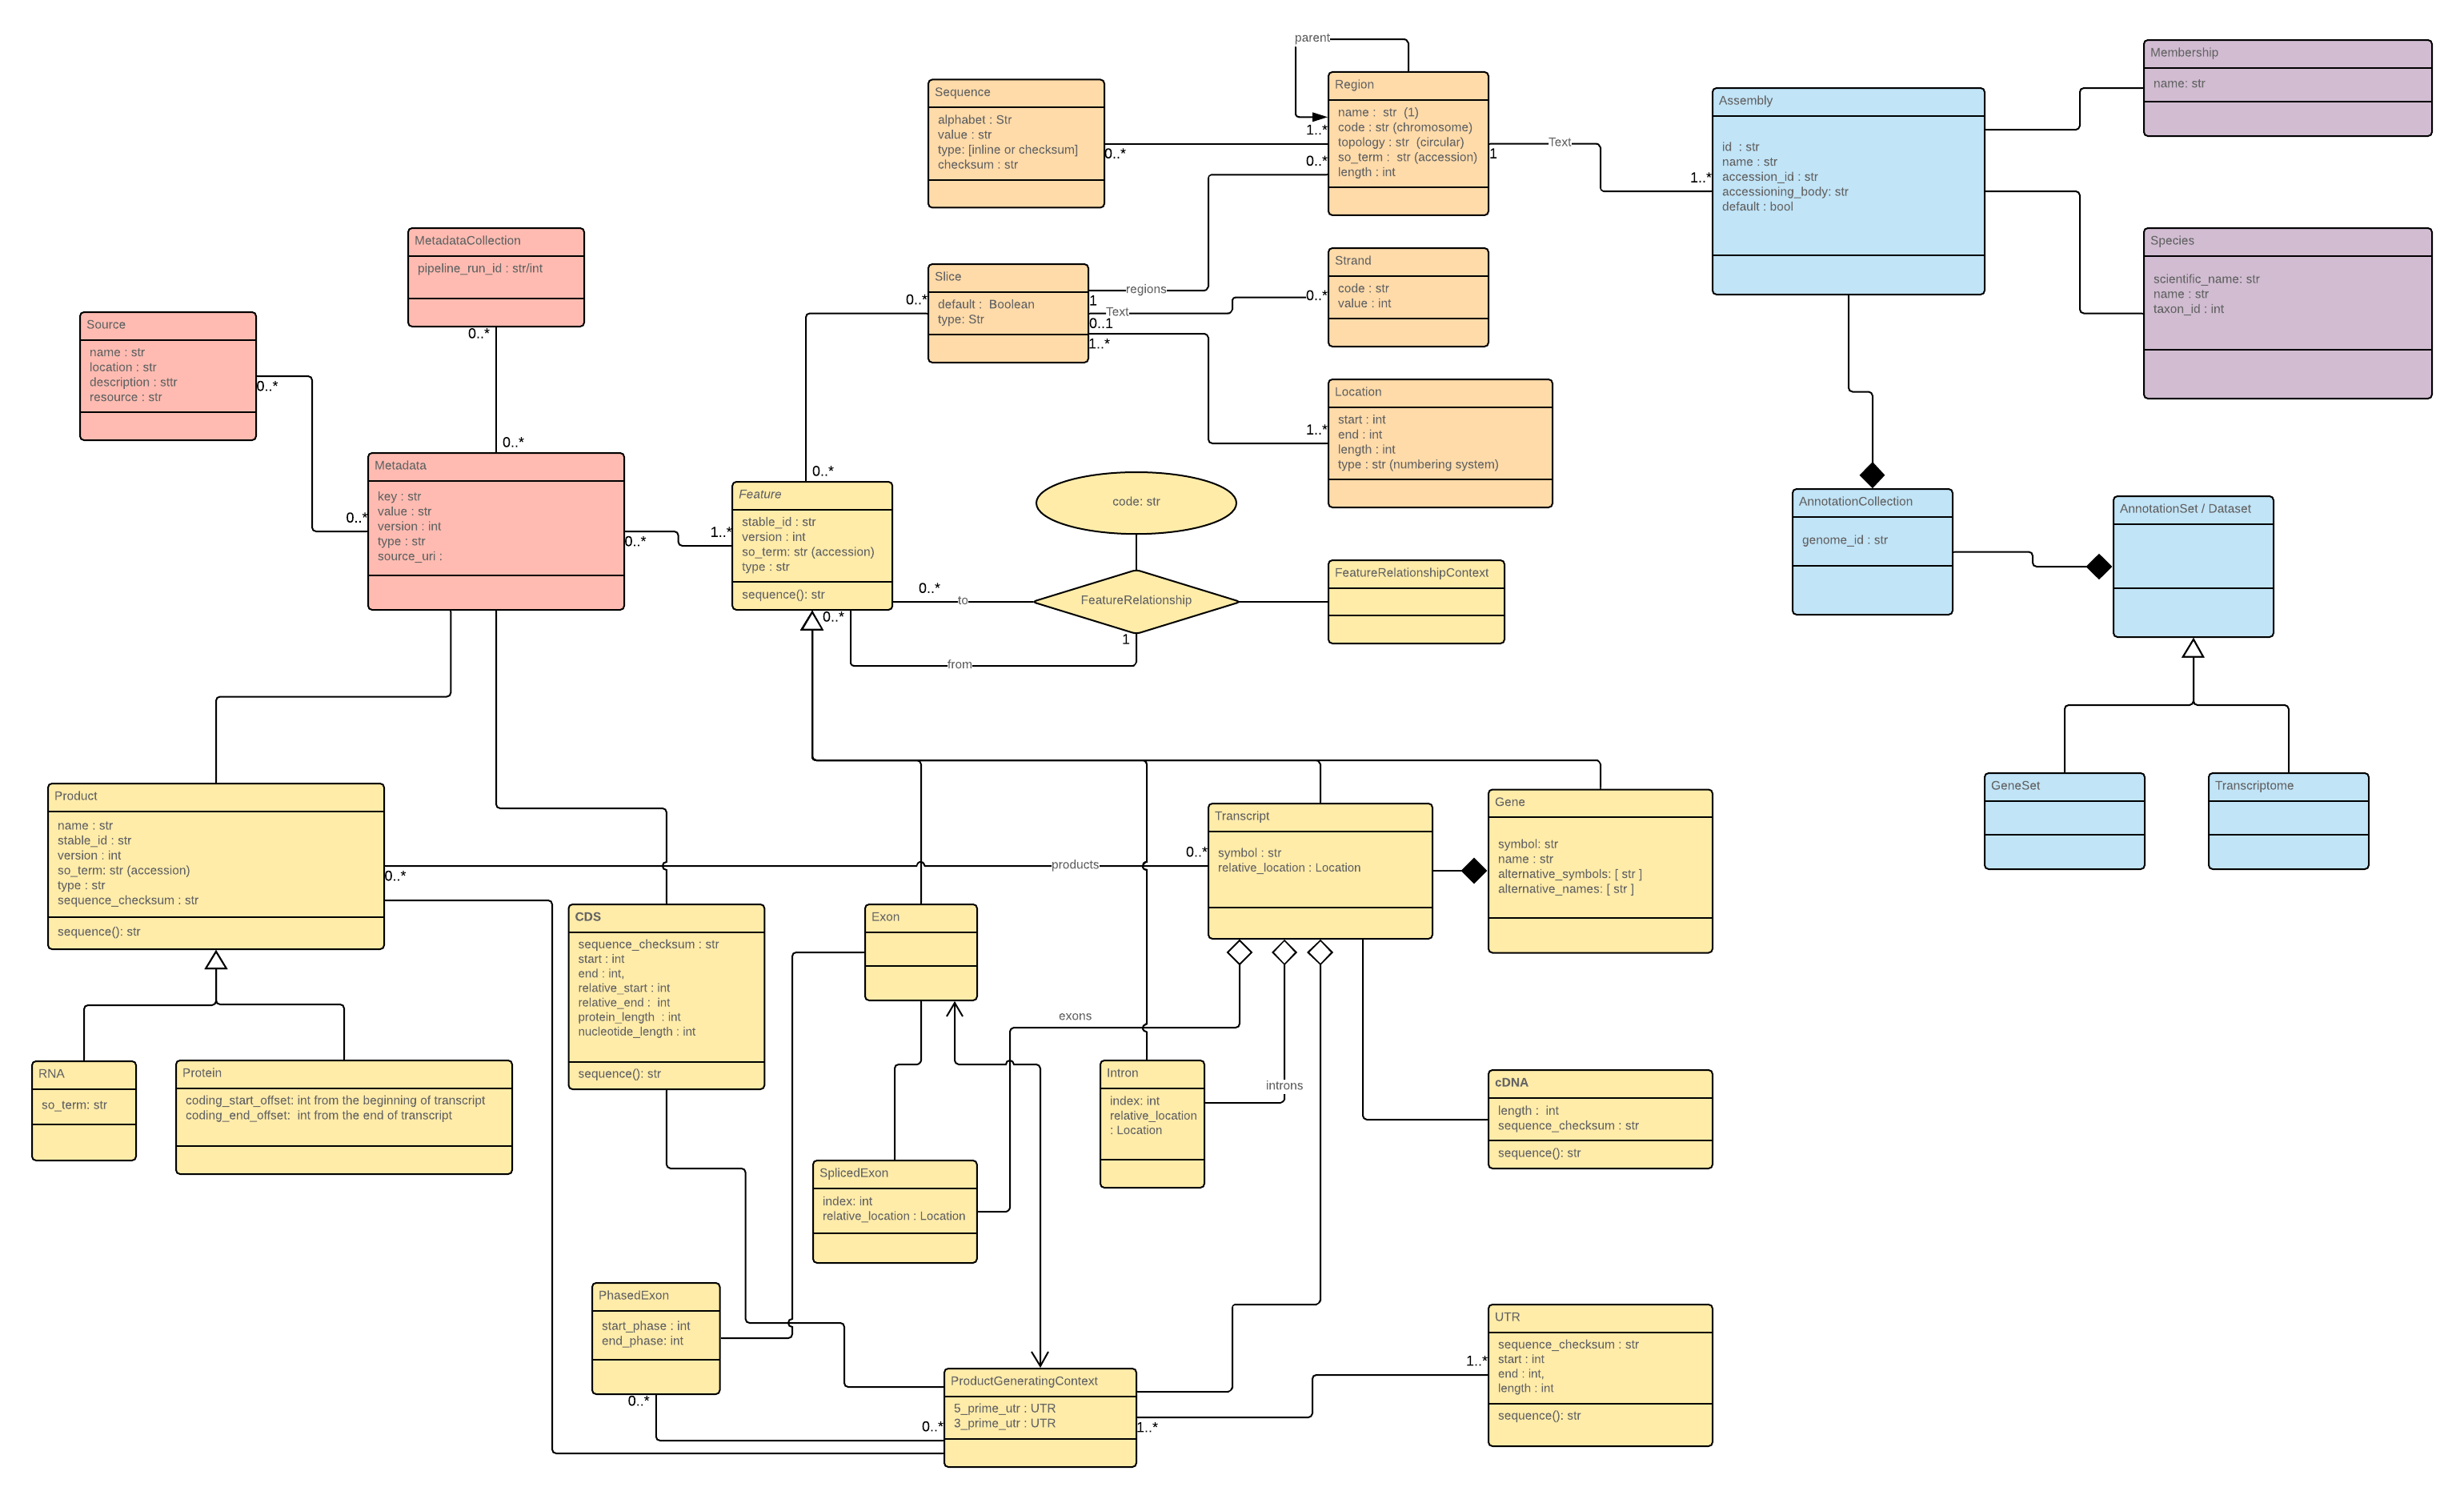 parent
Membership
name: str
Sequence
alphabet : Str
value : str
type: [inline or checksum]
checksum : str
0..*
1..*
0..*
Region
name :  str  (1)
code : str (chromosome)
topology : str  (circular)
so_term :  str (accession)
length : int
1
Text
1..*
Assembly
id  : str
name : str
accession_id : str
accessioning_body: str
default : bool
Species
scientific_name: str
name : str
taxon_id : int
MetadataCollection
pipeline_run_id : str/int
0..*
0..*
Source
name : str
location : str
description : sttr
resource : str
0..*
0..*
Slice
default :  Boolean
type: Str
0..*
regions
1
Text
0..1
1..*
0..*
Strand
code : str
value : int
1..*
Location
start : int
end : int
length : int
type : str (numbering system)
Metadata
key : str
value : str
version : int
type : str
source_uri :
0..*
1..*
0..*
Feature
stable_id : str
version : int
so_term: str (accession)
type : str
sequence(): str
0..*
0..*
to
code: str
FeatureRelationship
1
from
FeatureRelationshipContext
AnnotationCollection
genome_id : str
AnnotationSet / Dataset
GeneSet
Transcriptome
Product
name : str
stable_id : str
version : int
so_term: str (accession)
type : str
sequence_checksum : str
sequence(): str
0..*
products
0..*
Transcript
symbol : str
relative_location : Location
Gene
symbol: str
name : str
alternative_symbols: [ str ]
alternative_names: [ str ]
CDS
sequence_checksum : str
start : int
end : int,
relative_start : int
relative_end :  int
protein_length  : int
nucleotide_length : int
sequence(): str
Exon
exons
introns
RNA
so_term: str
Protein
coding_start_offset: int from the beginning of transcript
coding_end_offset:  int from the end of transcript
Intron
index: int
relative_location
: Location
cDNA
length :  int
sequence_checksum : str
sequence(): str
SplicedExon
index: int
relative_location : Location
PhasedExon
start_phase : int
end_phase: int
0..*
0..*
ProductGeneratingContext
5_prime_utr : UTR
3_prime_utr : UTR
1..*
1..*
UTR
sequence_checksum : str
start : int
end : int,
length : int
sequence(): str